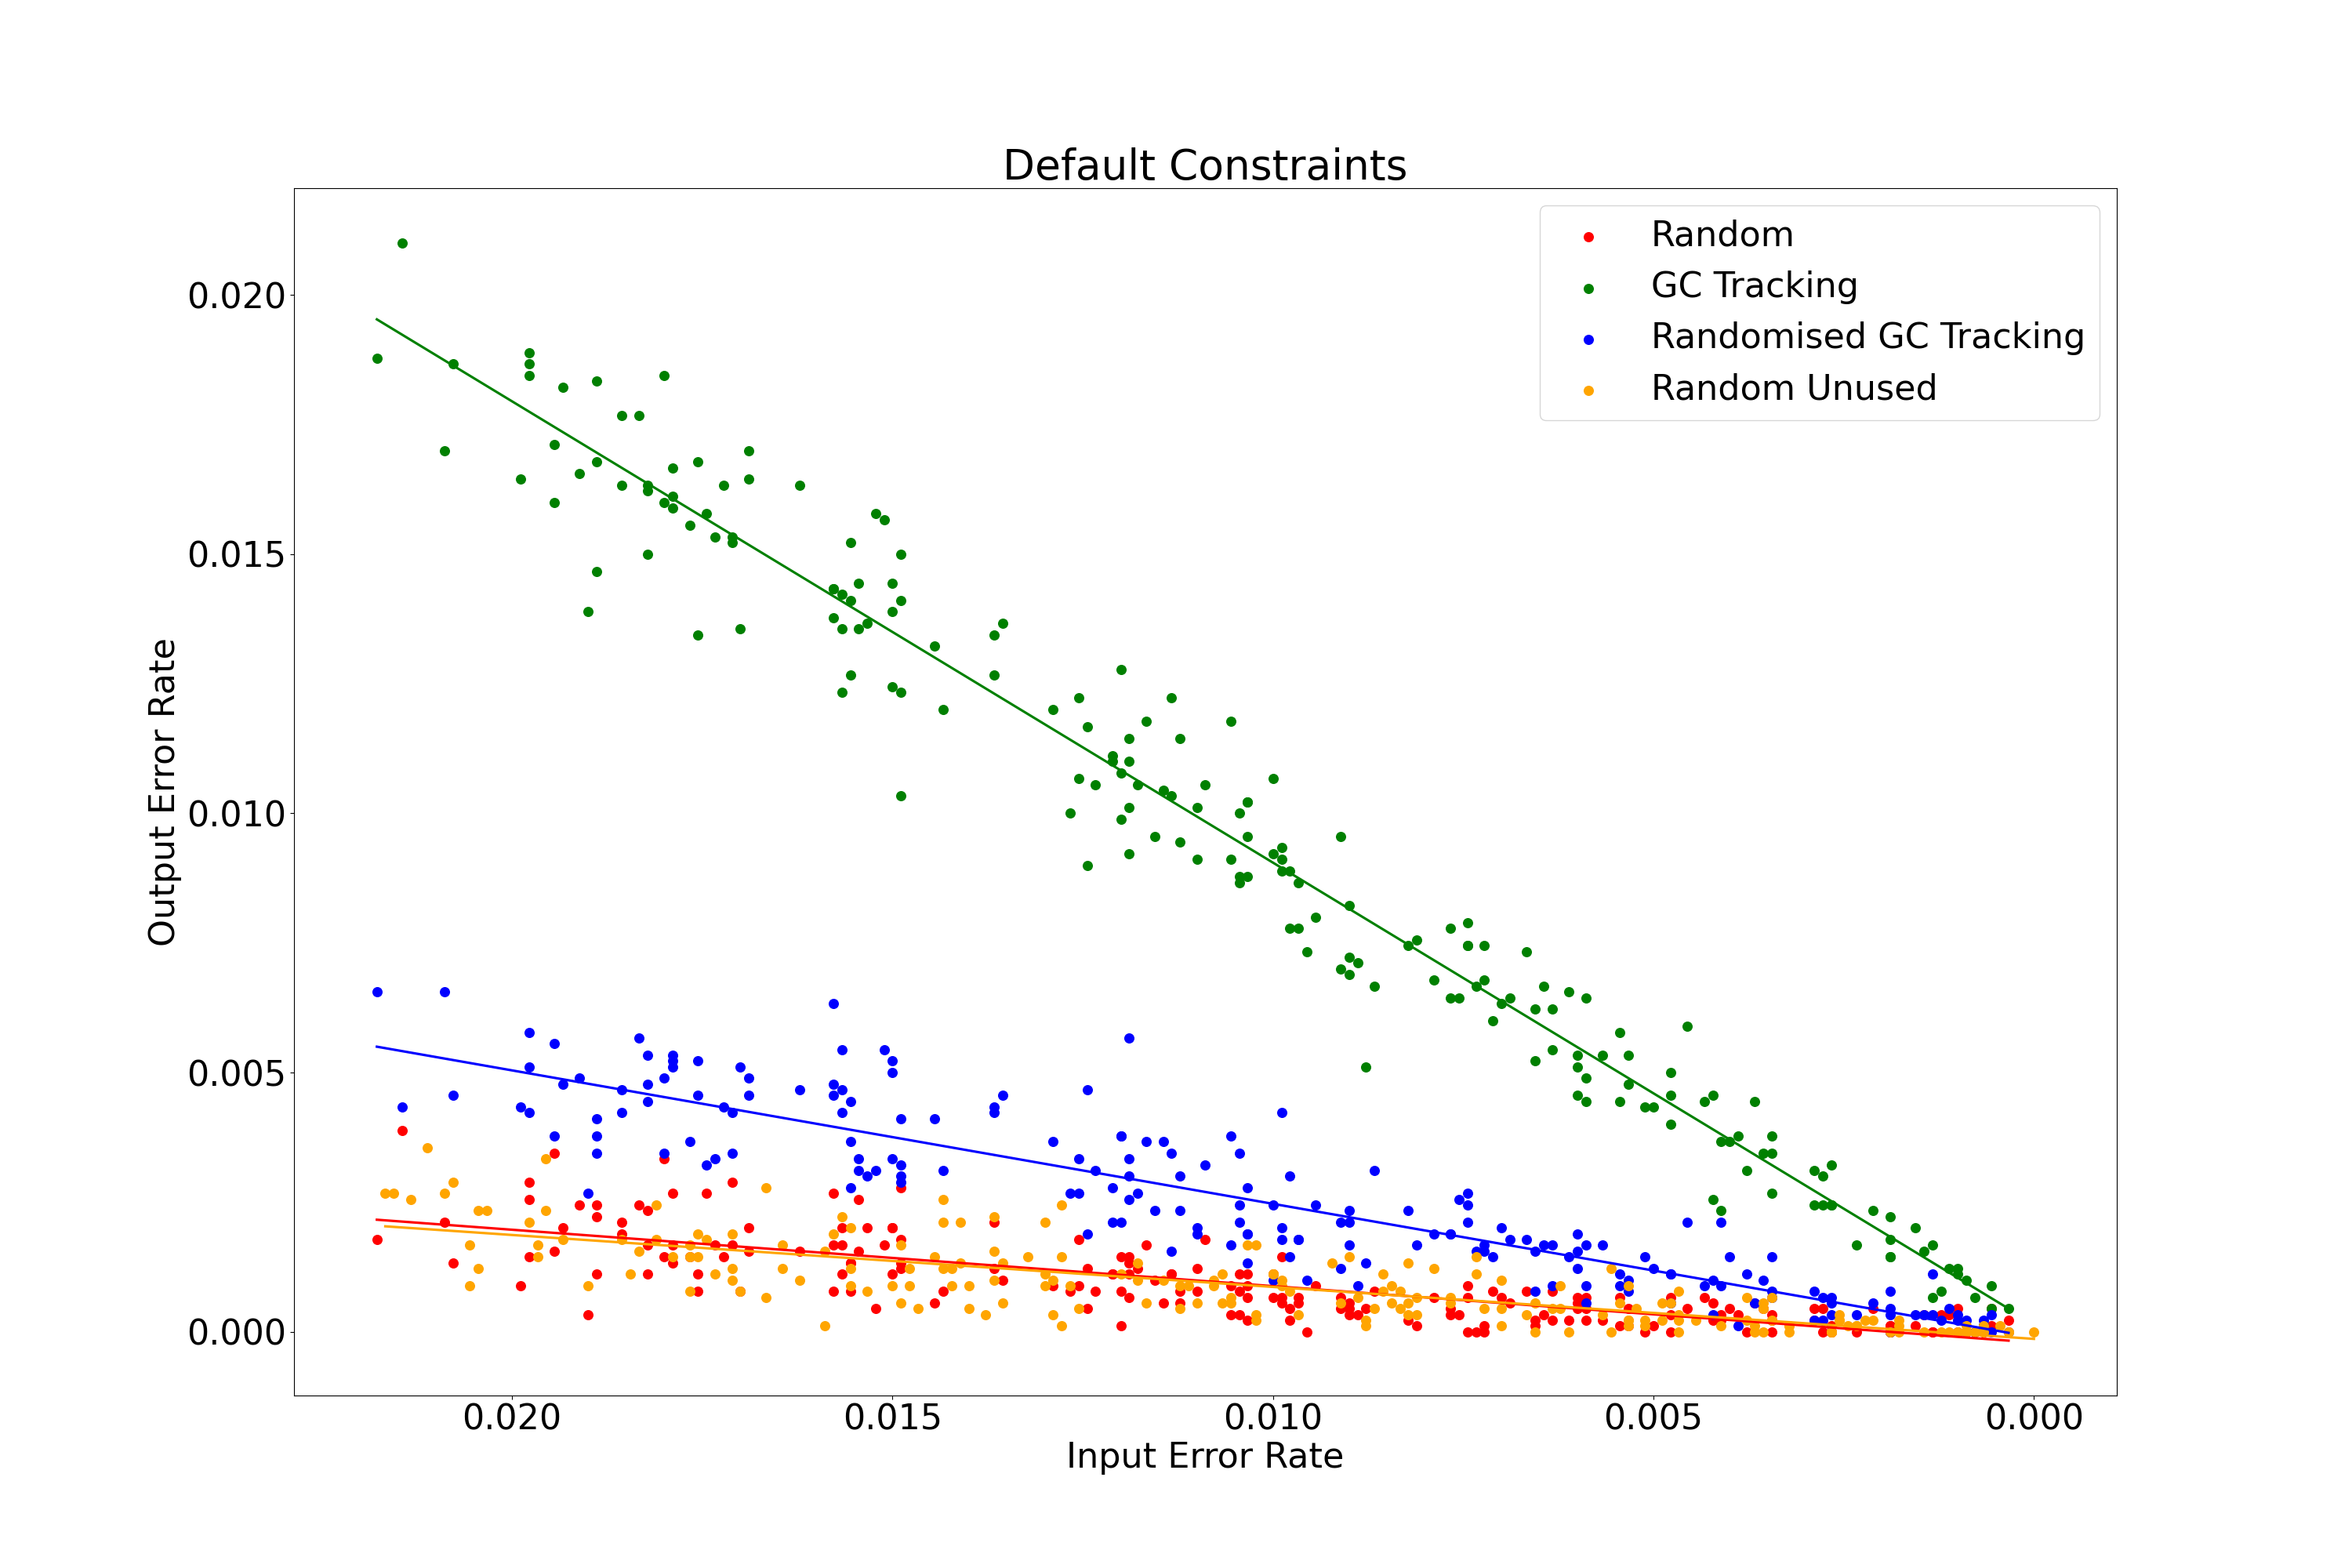 Default Constraints
Random
GC Tracking
Randomised GC Tracking
Random Unused
0.020
0.015
0.010
0.005
0.000
Output Error Rate
0.020 0.015 0.010 0.005 0.000
Input Error Rate